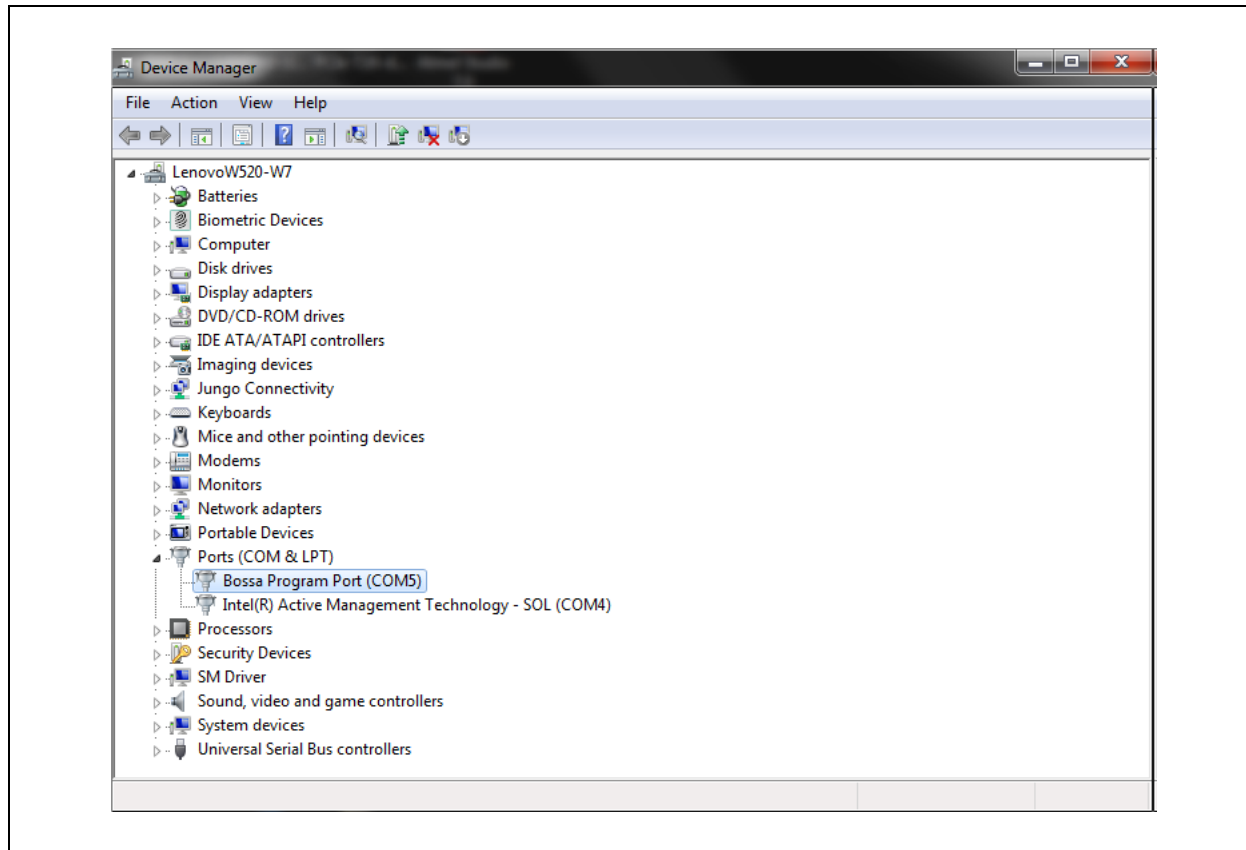 Device Manager
File Action View Help
LenovoW520-W7
Batteries
Biometric Devices
Computer
Disk drives
Display adapters
DVD/CD-ROM drives
IDE ATA/ATAPI controllers
Imaging devices
Jungo Connectivity
Keyboards
Mice and other pointing devices
Modems
Monitors
Network adapters
Portable Devices
Ports (COM & LPT)
Bossa Program Port (COM5)
Intel(R) Active Management Technology - SOL (COM4)
Processors
Security Devices
SM Driver
Sound, video and game controllers
System devices
Universal Serial Bus controllers